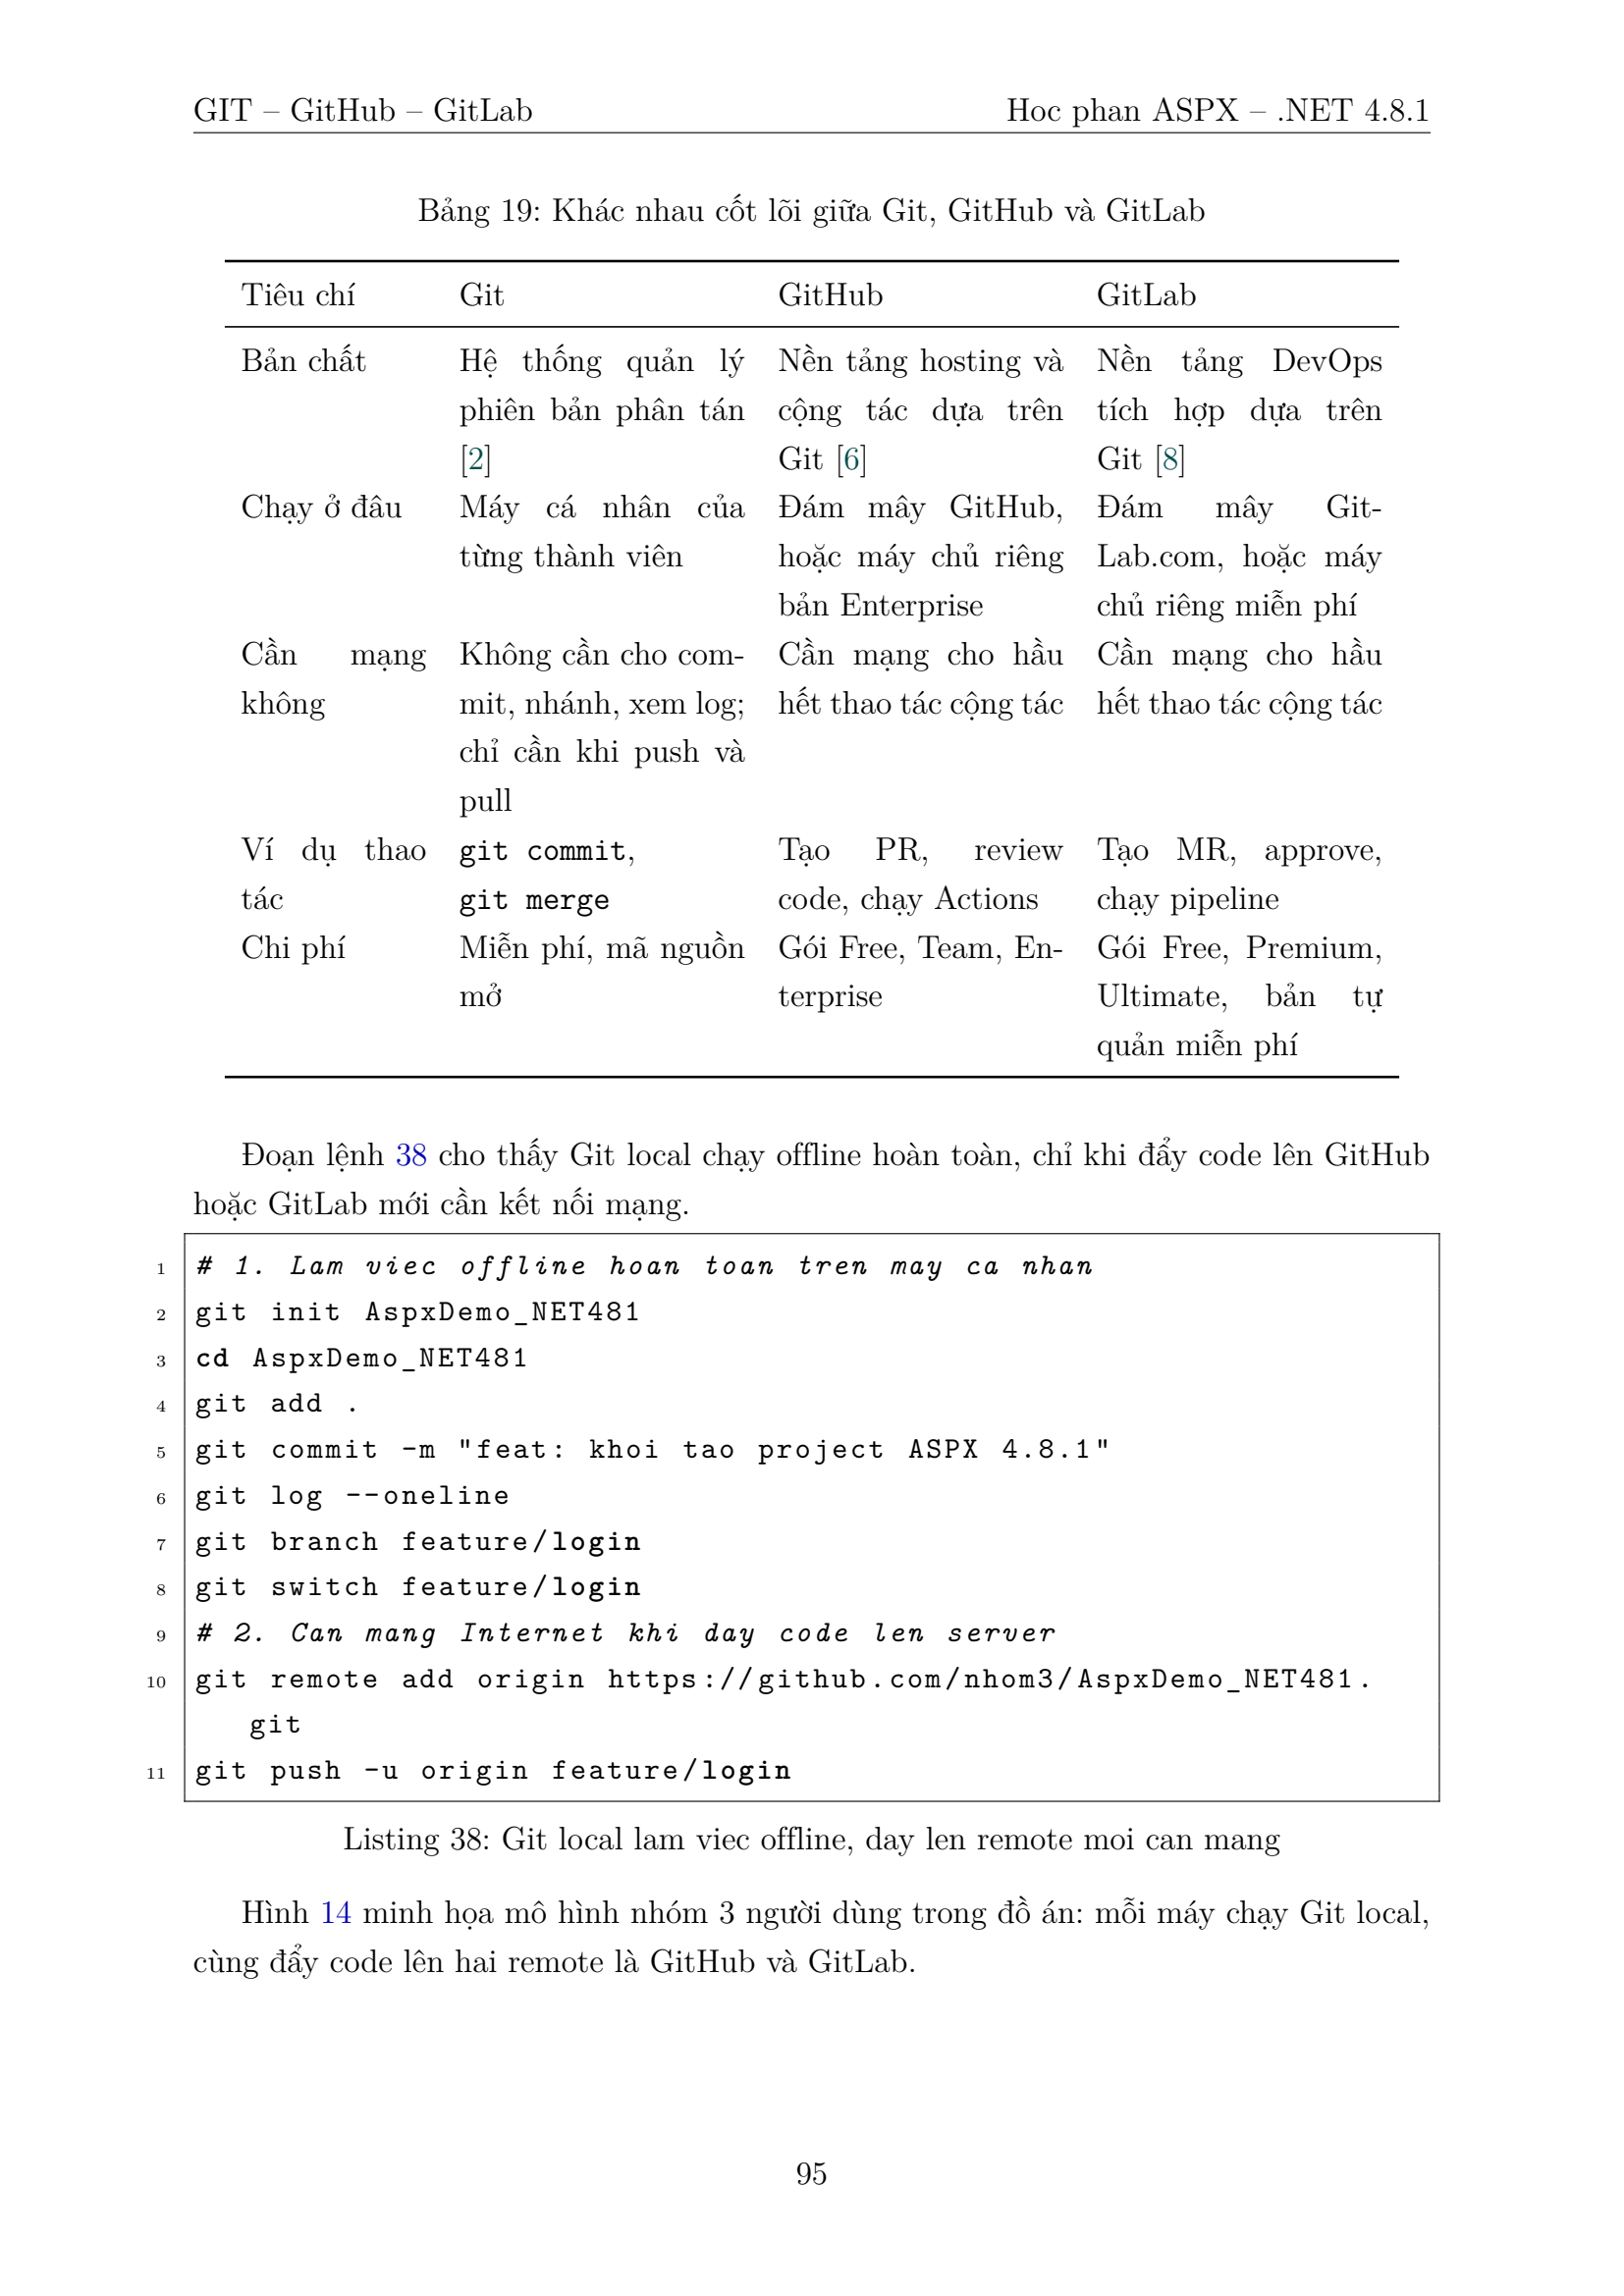 GIT – GitHub – GitLab    Hoc phan ASPX – .NET 4.8.1
Bảng 19: Khác nhau cốt lõi giữa Git, GitHub và GitLab
Tiêu chí    Git    GitHub    GitLab
Bản chất    Hệ thống quản lý    Nền tảng hosting và    Nền tảng DevOps
phiên bản phân tán    cộng tác dựa trên    tích hợp dựa trên
[2]    Git [6]    Git [8]
Chạy ở đâu    Máy cá nhân của    Đám mây GitHub,    Đám mây Git-
từng thành viên    hoặc máy chủ riêng    Lab.com, hoặc máy
bản Enterprise    chủ riêng miễn phí
Cần mạng    Không cần cho com-    Cần mạng cho hầu    Cần mạng cho hầu
không    mit, nhánh, xem log;    hết thao tác cộng tác    hết thao tác cộng tác
chỉ cần khi push và
pull
Ví dụ thao    git commit,    Tạo PR, review    Tạo MR, approve,
tác    git merge    code, chạy Actions    chạy pipeline
Chi phí    Miễn phí, mã nguồn    Gói Free, Team, En-    Gói Free, Premium,
mở    terprise    Ultimate, bản tự
quản miễn phí
Đoạn lệnh 38 cho thấy Git local chạy offline hoàn toàn, chỉ khi đẩy code lên GitHub
hoặc GitLab mới cần kết nối mạng.
1 # 1. Lam viec offline hoan toan tren may ca nhan
2 git init AspxDemo_NET481
3 cd AspxDemo_NET481
4 git add .
5 git commit -m "feat: khoi tao project ASPX 4.8.1"
6 git log --oneline
7 git branch feature/login
8 git switch feature/login
9 # 2. Can mang Internet khi day code len server
10 git remote add origin https://github.com/nhom3/AspxDemo_NET481.
git
11 git push -u origin feature/login
Listing 38: Git local lam viec offline, day len remote moi can mang
Hình 14 minh họa mô hình nhóm 3 người dùng trong đồ án: mỗi máy chạy Git local,
cùng đẩy code lên hai remote là GitHub và GitLab.
95